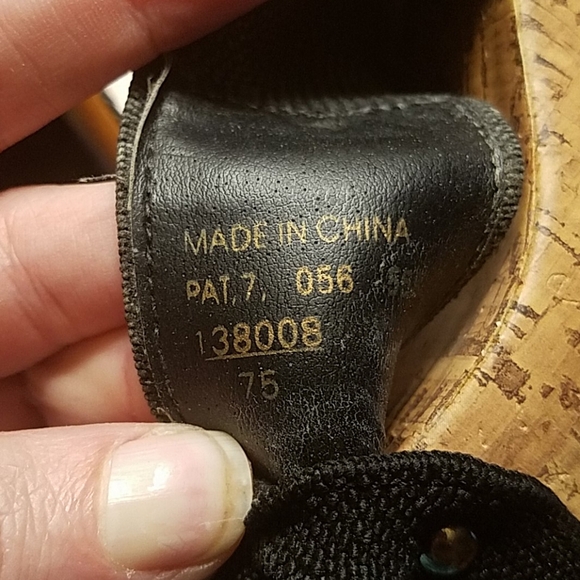 MADE IN CHINA
PAT, 7, 056
138008
75